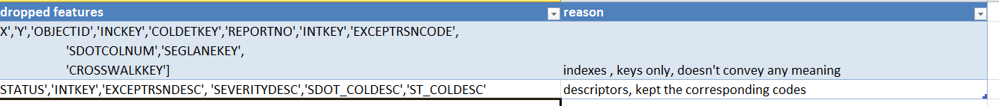 dropped features reason
X','Y','OBJECTID','INCKEY','COLDETKEY','REPORTNO','INTKEY','EXCEPTRSNCODE',
'SDOTCOLNUM','SEGLANEKEY',
'CROSSWALKKEY'] indexes , keys only, doesn't convey any meaning
STATUS','INTKEY','EXCEPTRSNDESC', 'SEVERITYDESC','SDOT_COLDESC','ST_COLDESC' descriptors, kept the corresponding codes